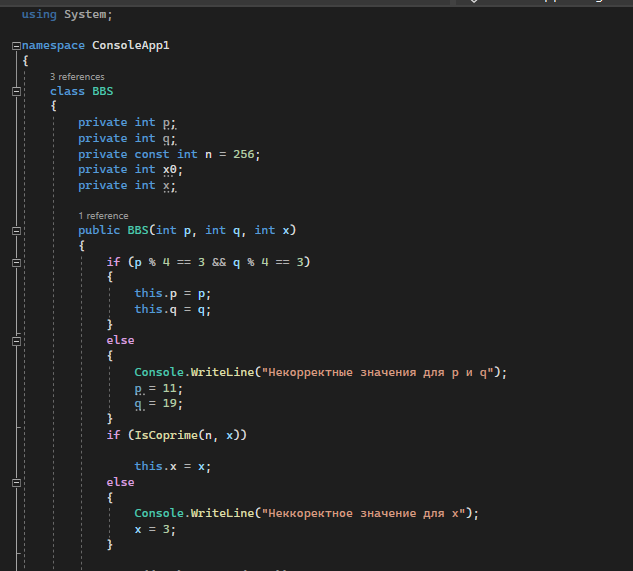 using System;
namespace ConsoleApp1
{
3 references
class BBS
{
private int p;
private int q;
private const int n = 256;
private int x0;
private int x;
1 reference
public BBS(int p, int q, int x)
{
if (p % 4 == 3 && q % 4 == 3)
{
this.p = p;
this.q = q;
}
else
{
Console.WriteLine("Некорректные значения для p и q");
p = 11;
q = 19;
}
if (IsCoprime(n, x))
this.x = x;
else
{
Console.WriteLine("Неккоректное значение для x");
x = 3;
}